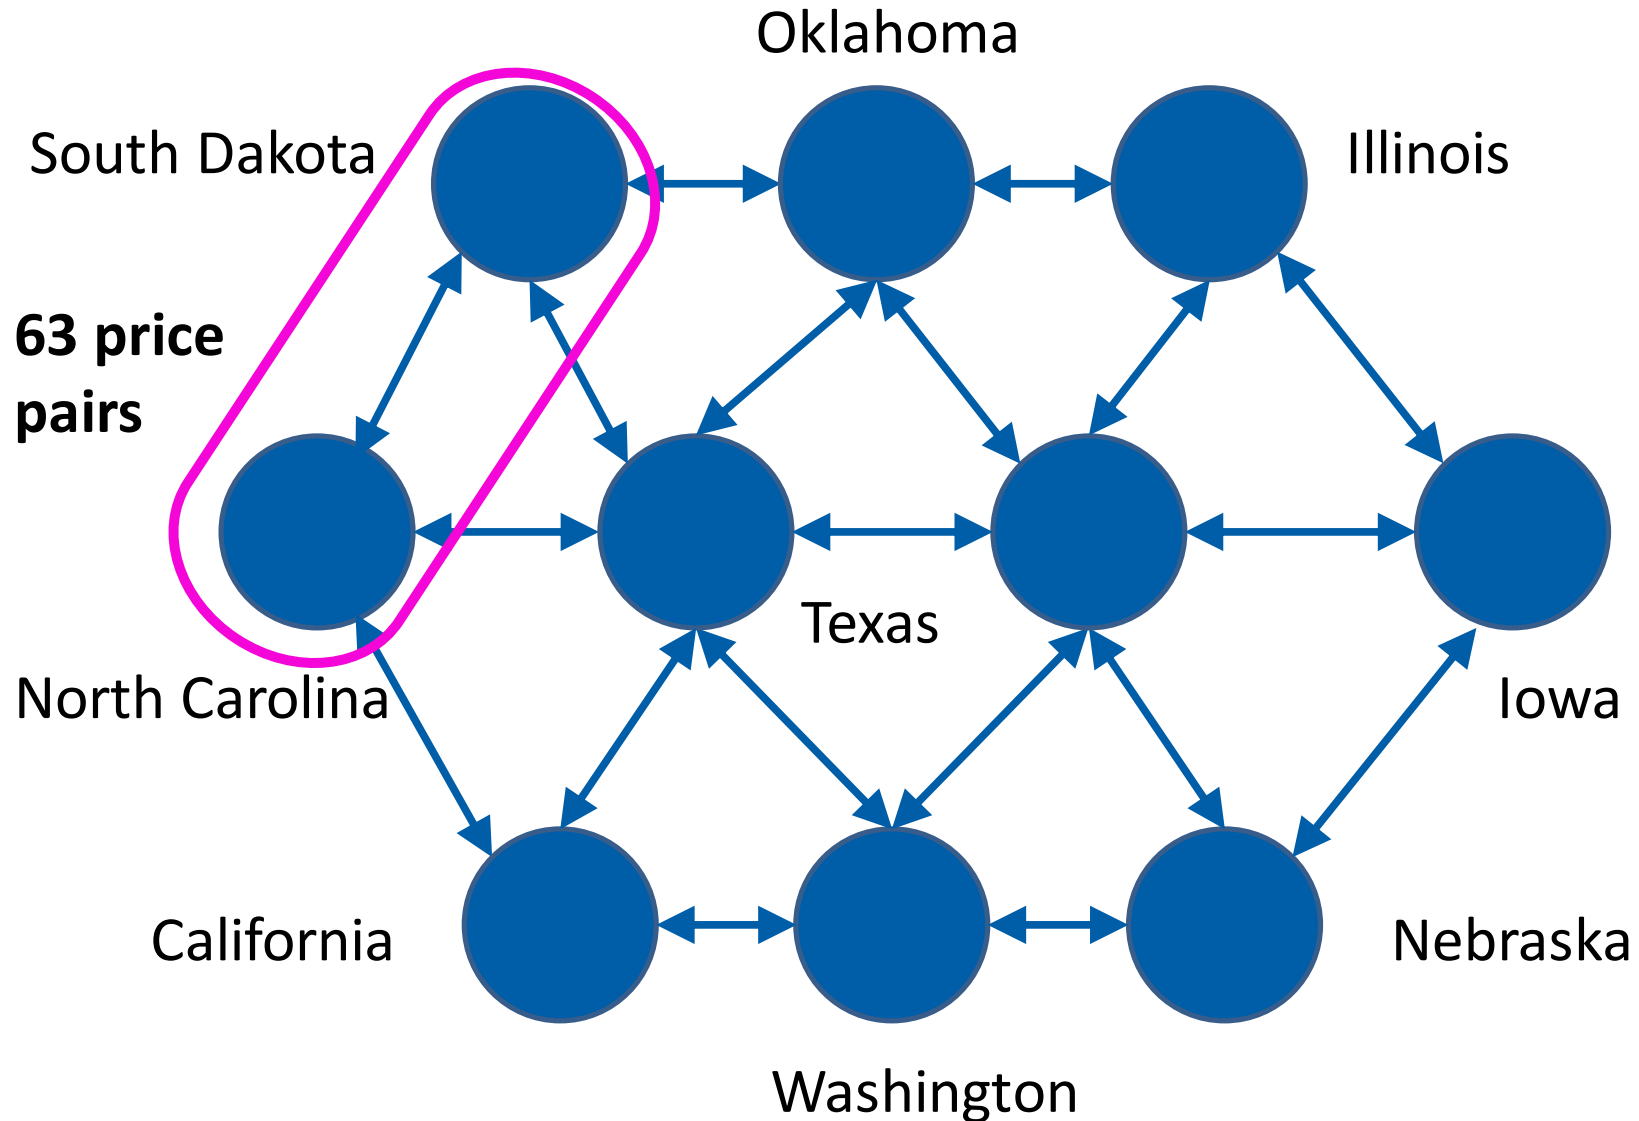 Oklahoma
South Dakota
Illinois
63 price
pairs
Texas
North Carolina
Iowa
California
Nebraska
Washington